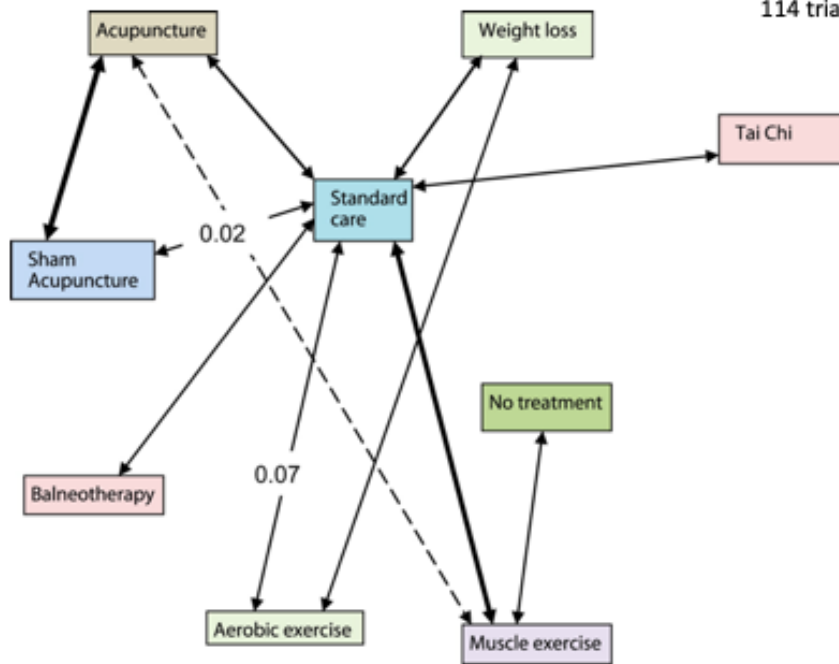 114 tria
Acupuncture
Weight loss
Tai Chi
Standard
care
0.02
Sham
Acupuncture
No treatment
0.07
Balneotherapy
Aerobic exercise
Muscle exercise